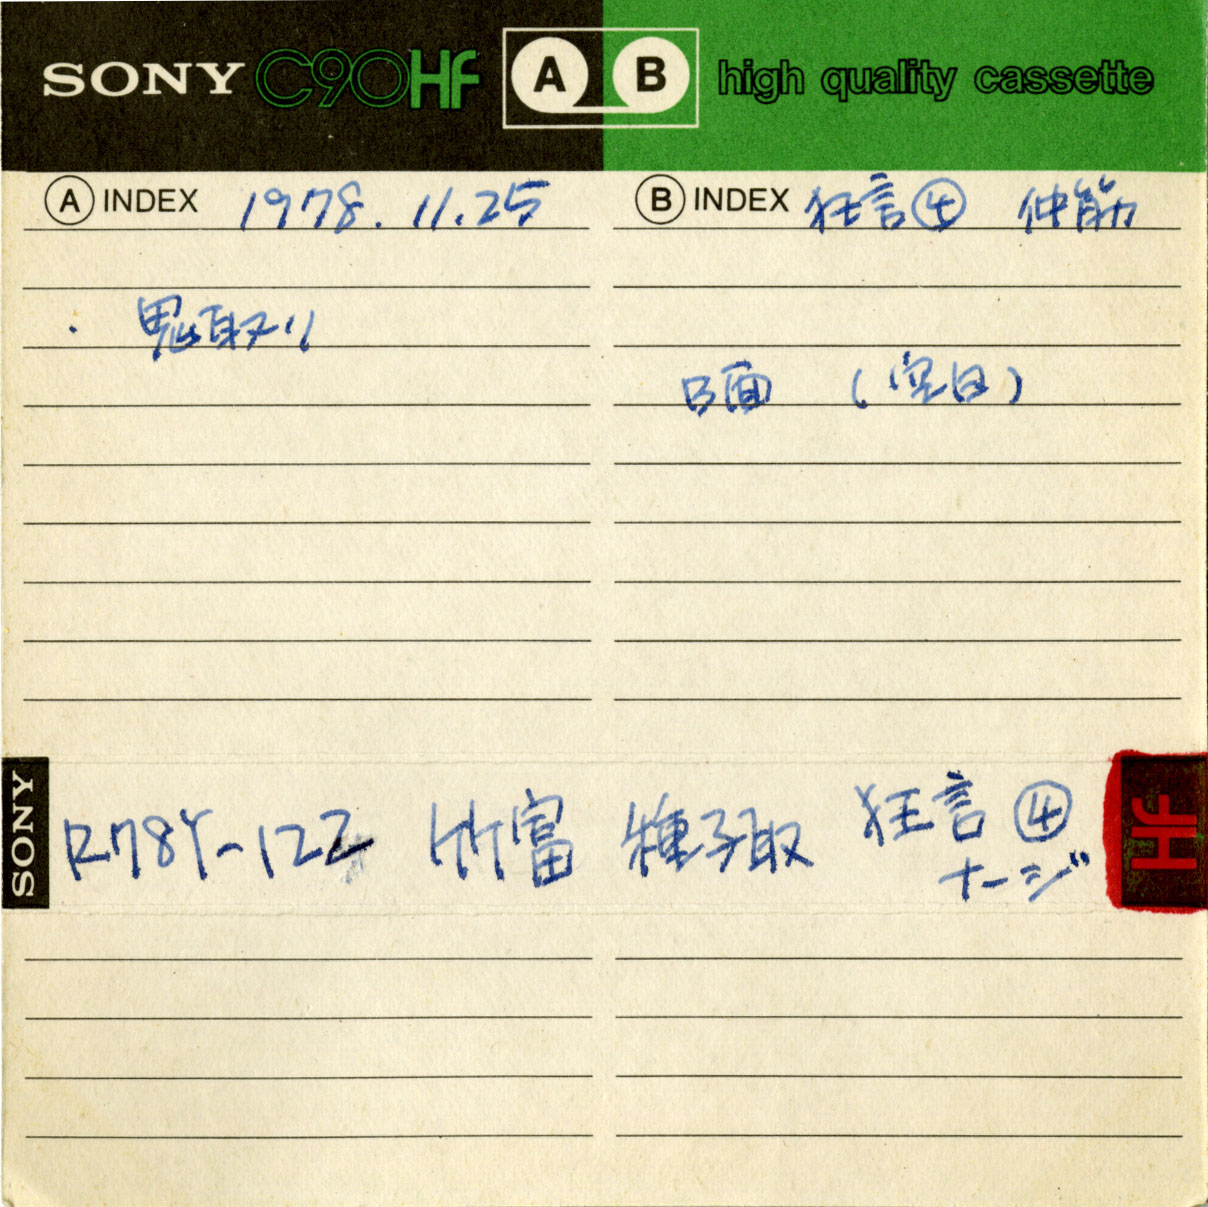 SONY C90Hf A B high quality cassette
A INDEX 1978.11.25
・鬼取り
B INDEX 狂言④ 仲筋
B面 (空白)
SONY R78Y-122 竹富 種子取 狂言④ Hf
ナージ